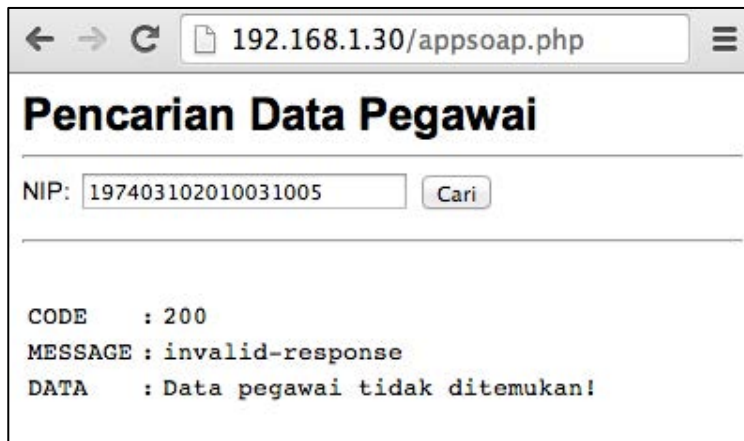 192.168.1.30/appsoap.php
Pencarian Data Pegawai
NIP: 197403102010031005 Cari
CODE : 200
MESSAGE : invalid-response
DATA : Data pegawai tidak ditemukan!